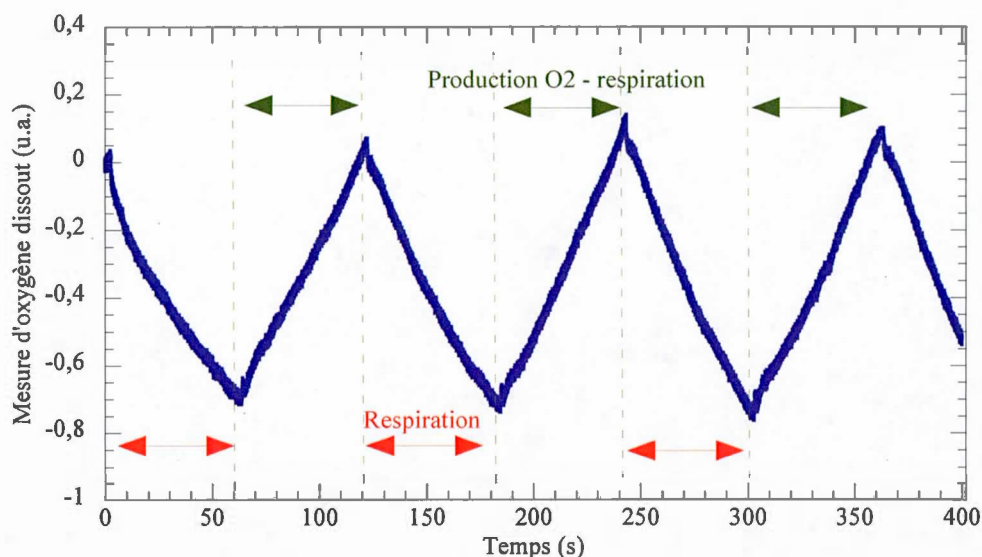 0,4
Production O2 - respiration
0,2
0
-0,2
-0,4
-0,6
Respiration
-0,8
-1
Mesure d'oxygène dissout (u.a.)
0 50 100 150 200 250 300 350 400
Temps (s)